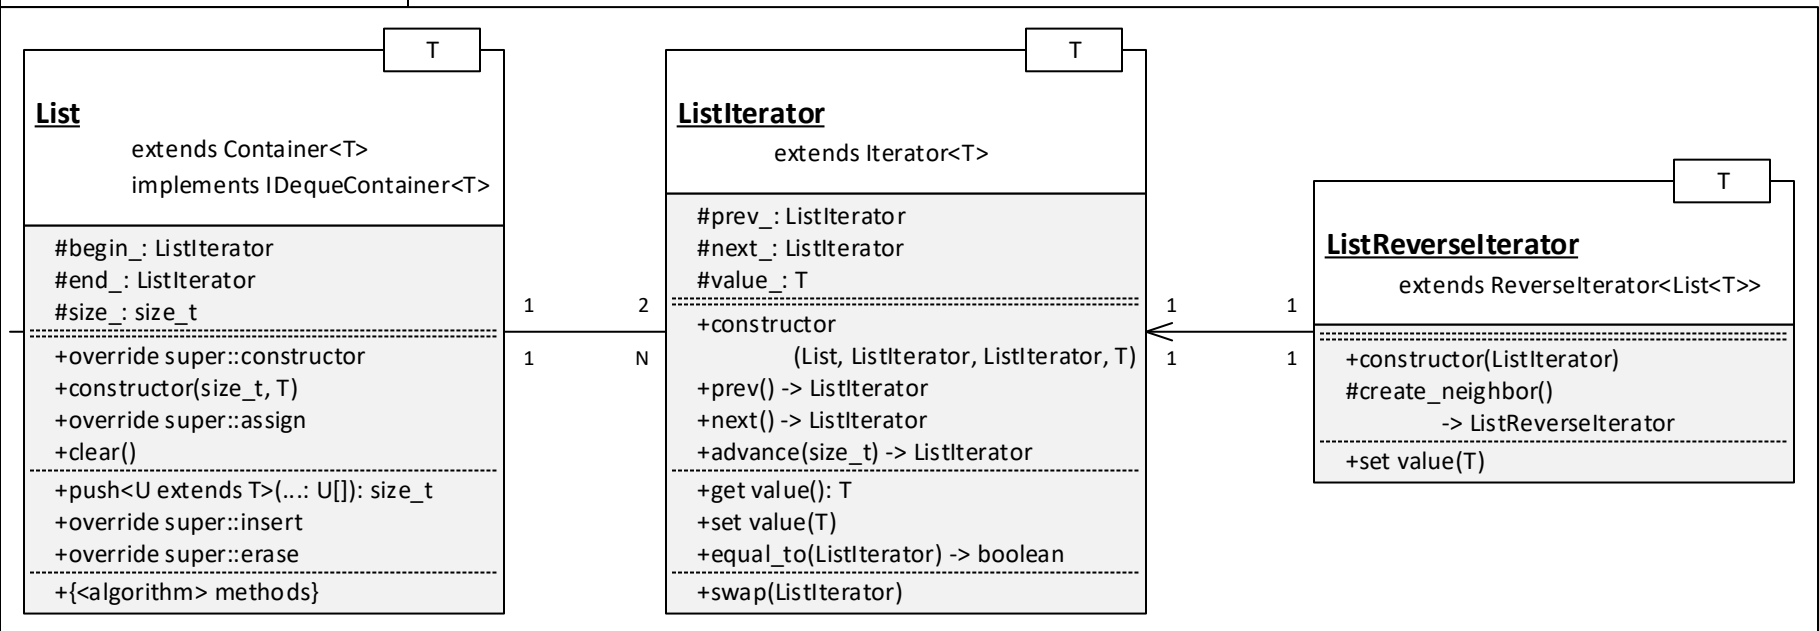 T
List
extends Container<T>
implements IDequeContainer<T>
#begin_: ListIterator
#end_: ListIterator
#size_: size_t
+override super::constructor
+constructor(size_t, T)
+override super::assign
+clear()
+push<U extends T>(...: U[]): size_t
+override super::insert
+override super::erase
+{<algorithm> methods}
1
2
1
N
T
ListIterator
extends Iterator<T>
#prev_: ListIterator
#next_: ListIterator
#value_: T
+constructor
(List, ListIterator, ListIterator, T)
+prev() -> ListIterator
+next() -> ListIterator
+advance(size_t) -> ListIterator
+get value(): T
+set value(T)
+equal_to(ListIterator) -> boolean
+swap(ListIterator)
1
1
1
1
T
ListReverseIterator
extends ReverseIterator<List<T>>
+constructor(ListIterator)
#create_neighbor()
-> ListReverseIterator
+set value(T)